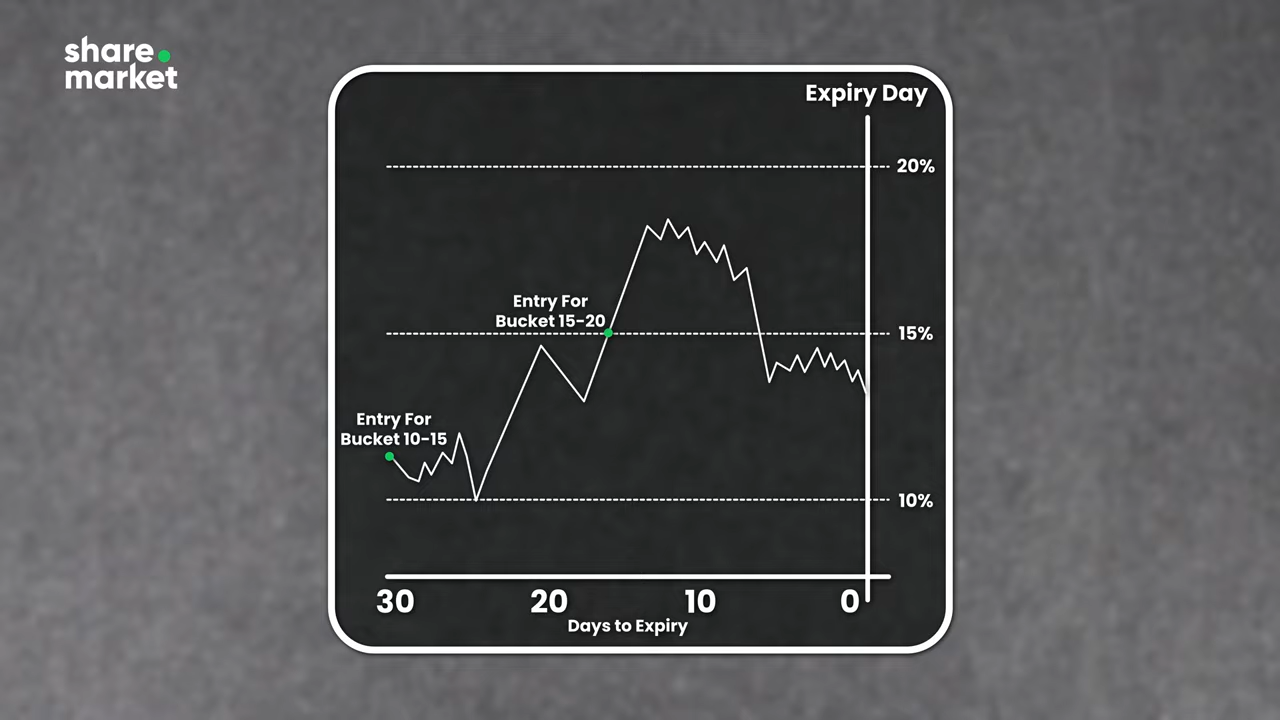 share.
market
Expiry Day
20%
Entry For
Bucket 15-20
15%
Entry For
Bucket 10-15
10%
30 20 10 0
Days to Expiry